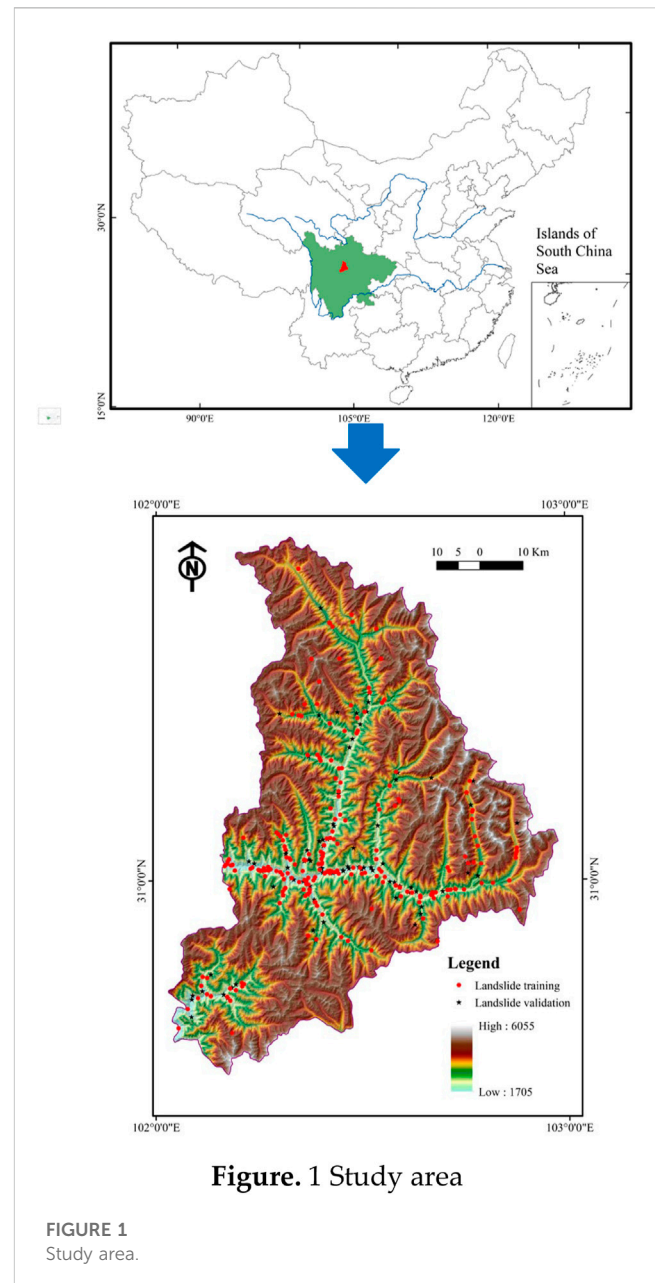 30°0'N
Islands of
South China
Sea
15°0'N
90°0'E
105°0'E
120°0'E
102°0'0"E
103°0'0"E
N
10 5 0 10 Km
31°0'0"N
31°0'0"N
Legend
Landslide training
Landslide validation
High : 6055
Low : 1705
102°0'0"E
103°0'0"E
Figure. 1 Study area
FIGURE 1
Study area.